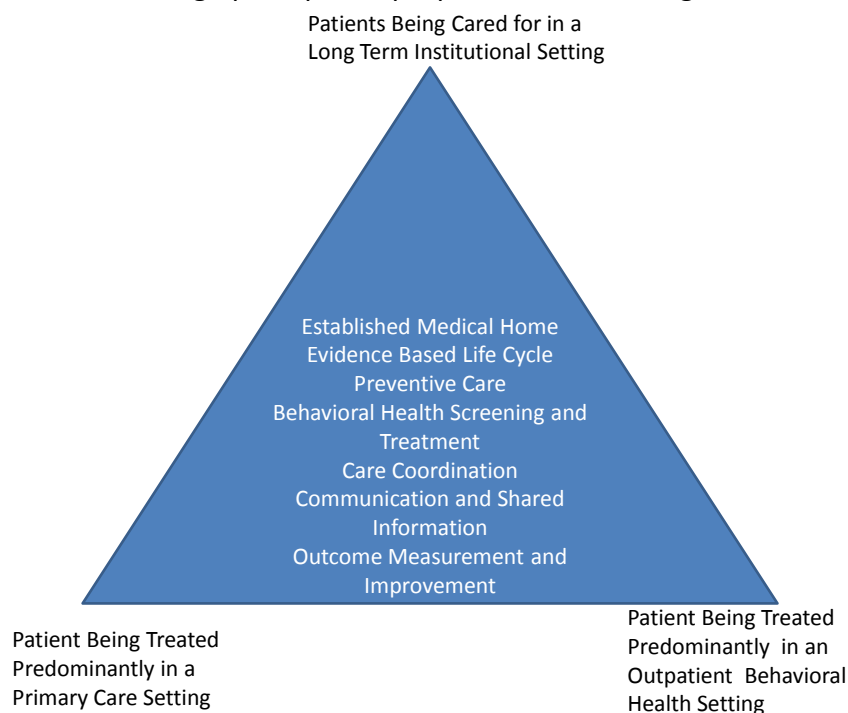 Patients Being Cared for in a
Long Term Institutional Setting
Established Medical Home
Evidence Based Life Cycle
Preventive Care
Behavioral Health Screening and
Treatment
Care Coordination
Communication and Shared
Information
Outcome Measurement and
Improvement
Patient Being Treated
Predominantly in a
Primary Care Setting
Patient Being Treated
Predominantly in an
Outpatient Behavioral
Health Setting